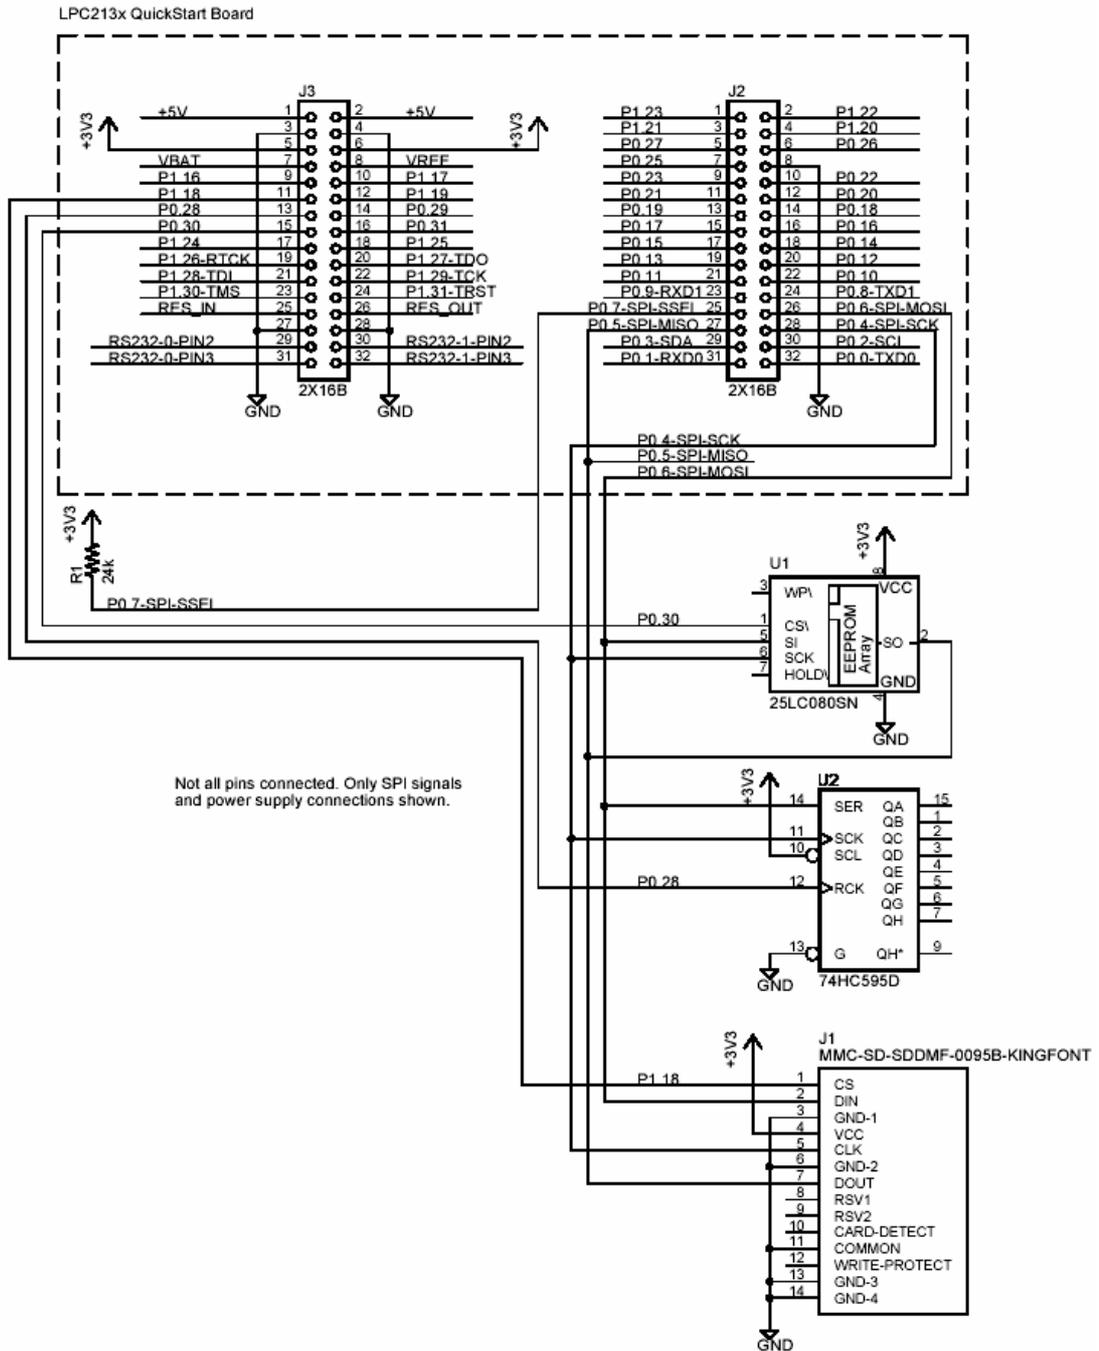 LPC213x QuickStart Board
J3
+5V 1 2 +5V
+3V3 3 4 +3V3
5 6
VBAT 7 8 VREF
P1.16 9 10 P1.17
P1.18 11 12 P1.19
P0.28 13 14 P0.29
P0.30 15 16 P0.31
P1.24 17 18 P1.25
P1.26-RTCK 19 20 P1.27-TDO
P1.28-TDI 21 22 P1.29-TCK
P1.30-TMS 23 24 P1.31-TRST
RES_IN 25 26 RES_OUT
27 28
RS232-0-PIN2 29 30 RS232-1-PIN2
RS232-0-PIN3 31 32 RS232-1-PIN3
2X16B
GND GND
J2
P1.23 1 2 P1.22
P1.21 3 4 P1.20
P0.27 5 6 P0.26
P0.25 7 8
P0.23 9 10 P0.22
P0.21 11 12 P0.20
P0.19 13 14 P0.18
P0.17 15 16 P0.16
P0.15 17 18 P0.14
P0.13 19 20 P0.12
P0.11 21 22 P0.10
P0.9-RXD1 23 24 P0.8-TXD1
P0.7-SPI-SSEL 25 26 P0.6-SPI-MOSI
P0.5-SPI-MISO 27 28 P0.4-SPI-SCK
P0.3-SDA 29 30 P0.2-SCL
P0.1-RXD0 31 32 P0.0-TXD0
2X16B
GND
P0.4-SPI-SCK
P0.5-SPI-MISO
P0.6-SPI-MOSI
+3V3
R1
24k
P0.7-SPI-SSEL
U1
+3V3
8
3 WP\ VCC
P0.30 1 CS\
5 SI SO 2
6 SCK
7 HOLD\
EEPROM
Array
GND
4
25LC080SN
GND
Not all pins connected. Only SPI signals
and power supply connections shown.
+3V3
U2
14 SER QA 15
QB 1
11 SCK QC 2
10 SCL QD 3
QE 4
P0.28 12 RCK QF 5
QG 6
QH 7
13 G QH* 9
GND
74HC595D
+3V3
J1
MMC-SD-SDDMF-0095B-KINGFONT
P1.18 1 CS
2 DIN
3 GND-1
4 VCC
5 CLK
6 GND-2
7 DOUT
8 RSV1
9 RSV2
10 CARD-DETECT
11 COMMON
12 WRITE-PROTECT
13 GND-3
14 GND-4
GND